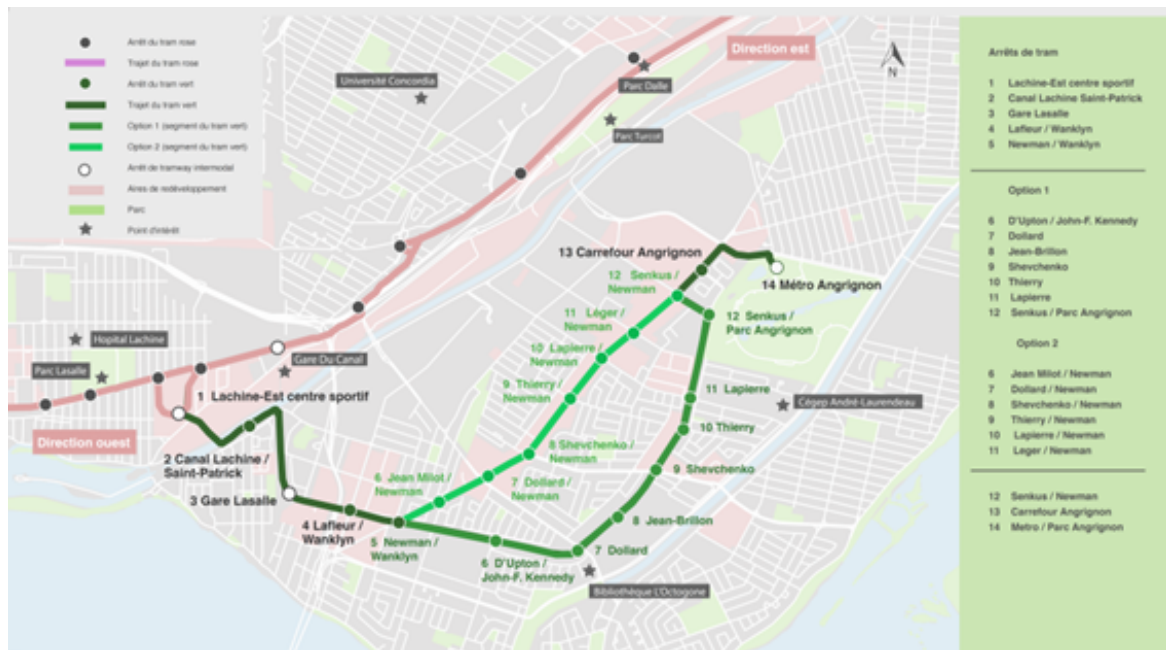 Arrêt du tram rose
Trajet du tram rose
Arrêt du tram vert
Trajet du tram vert
Option 1 (segment du tram vert)
Option 2 (segment du tram vert)
Arrêt de tramway intermodal
Aires de redéveloppement
Parc
Point d'intérêt
Direction est
Université Concordia
Parc Dalle
Parc Turcot
N
13 Carrefour Angrignon
14 Métro Angrignon
12 Senkus /
Newman
11 Léger /
Newman
12 Senkus /
Parc Angrignon
10 Lapierre /
Newman
9 Thierry /
Newman
11 Lapierre
Cégep André-Laurendeau
10 Thierry
Hopital Lachine
Gare Du Canal
Parc Lasalle
1 Lachine-Est centre sportif
Direction ouest
2 Canal Lachine /
Saint-Patrick
3 Gare Lasalle
8 Shevchenko /
Newman
9 Shevchenko
6 Jean Milot /
Newman
7 Dollard /
Newman
8 Jean-Brillon
4 Lafleur /
Wanklyn
5 Newman /
Wanklyn
7 Dollard
6 D'Upton /
John-F. Kennedy
Bibliothèque L'Octogone
Arrêts de tram
1 Lachine-Est centre sportif
2 Canal Lachine Saint-Patrick
3 Gare Lasalle
4 Lafleur / Wanklyn
5 Newman / Wanklyn
Option 1
6 D'Upton / John-F. Kennedy
7 Dollard
8 Jean-Brillon
9 Shevchenko
10 Thierry
11 Lapierre
12 Senkus / Parc Angrignon
Option 2
6 Jean Milot / Newman
7 Dollard / Newman
8 Shevchenko / Newman
9 Thierry / Newman
10 Lapierre / Newman
11 Leger / Newman
12 Senkus / Newman
13 Carrefour Angrignon
14 Metro / Parc Angrignon